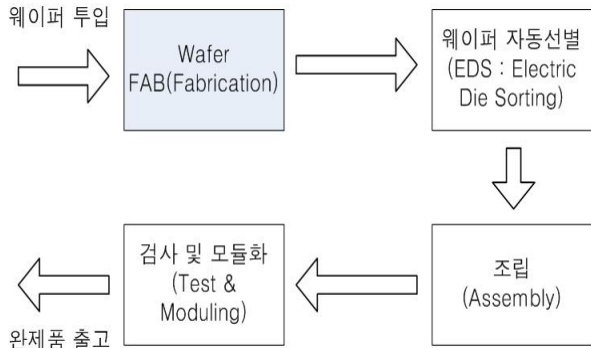 웨이퍼 투입
Wafer
FAB(Fabrication)
웨이퍼 자동선별
(EDS : Electric
Die Sorting)
조립
(Assembly)
검사 및 모듈화
(Test &
Moduling)
완제품 출고